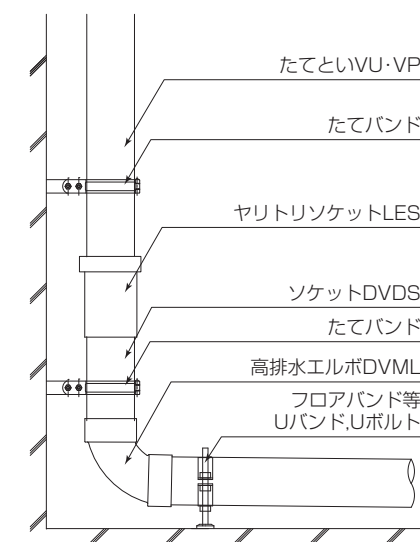 たてといVU・VP
たてバンド
ヤリトリソケットLES
ソケットDVDS
たてバンド
高排水エルボDVML
フロアバンド等
Uバンド,Uボルト